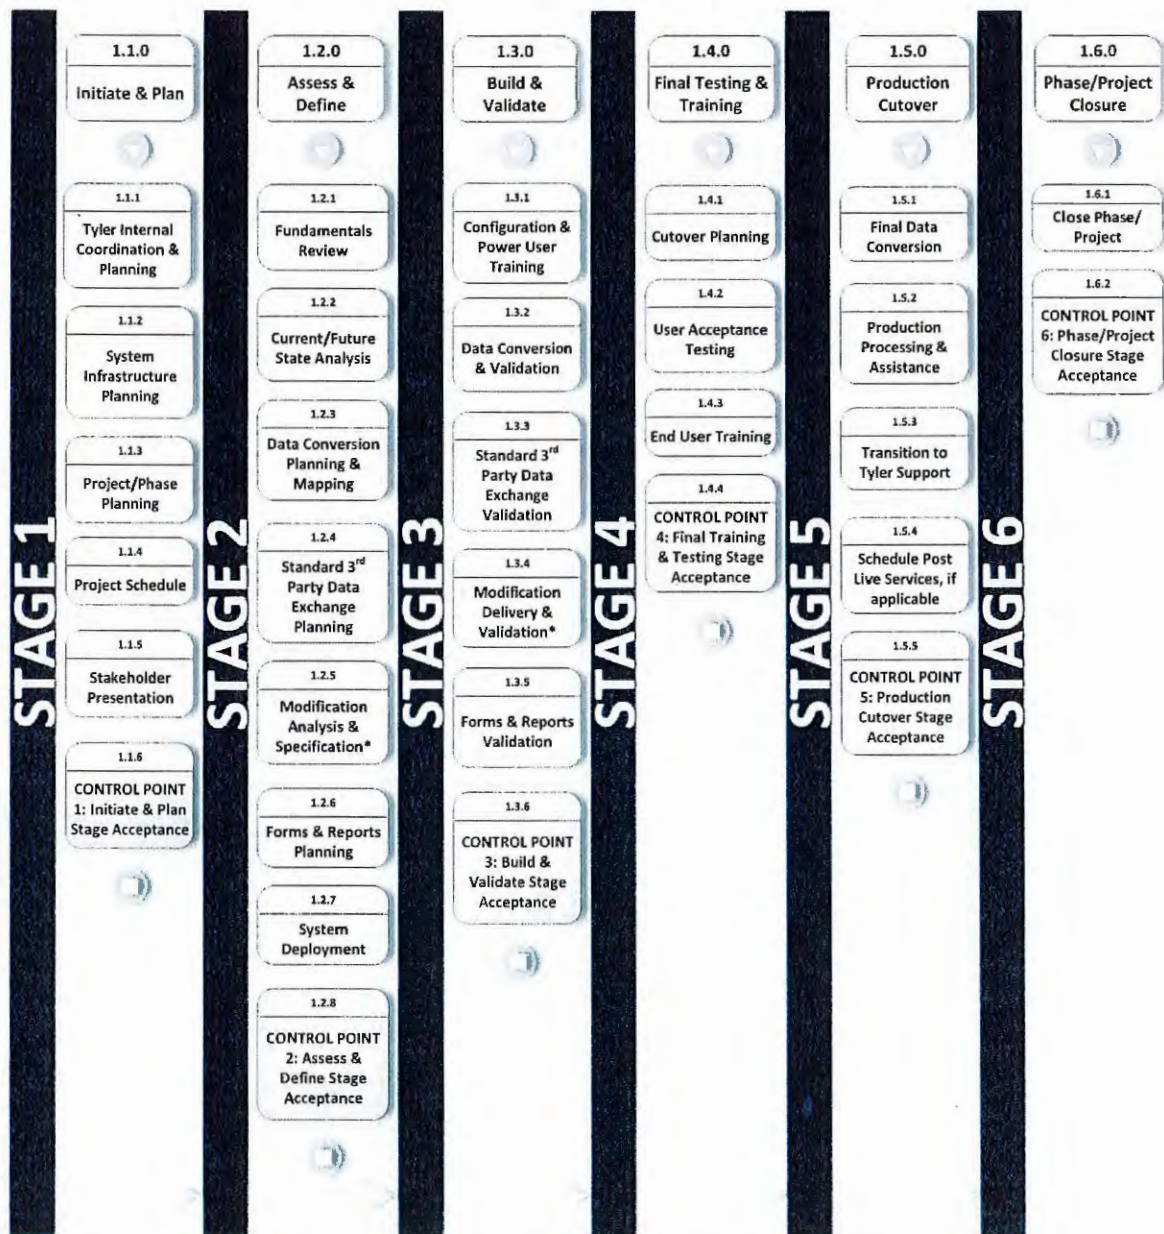 STAGE 1
1.1.0
Initiate & Plan
1.1.1
Tyler Internal
Coordination &
Planning
1.1.2
System
Infrastructure
Planning
1.1.3
Project/Phase
Planning
1.1.4
Project Schedule
1.1.5
Stakeholder
Presentation
1.1.6
CONTROL POINT
1: Initiate & Plan
Stage Acceptance
STAGE 2
1.2.0
Assess &
Define
1.2.1
Fundamentals
Review
1.2.2
Current/Future
State Analysis
1.2.3
Data Conversion
Planning &
Mapping
1.2.4
Standard 3rd
Party Data
Exchange
Planning
1.2.5
Modification
Analysis &
Specification*
1.2.6
Forms & Reports
Planning
1.2.7
System
Deployment
1.2.8
CONTROL POINT
2: Assess &
Define Stage
Acceptance
STAGE 3
1.3.0
Build &
Validate
1.3.1
Configuration &
Power User
Training
1.3.2
Data Conversion
& Validation
1.3.3
Standard 3rd
Party Data
Exchange
Validation
1.3.4
Modification
Delivery &
Validation*
1.3.5
Forms & Reports
Validation
1.3.6
CONTROL POINT
3: Build &
Validate Stage
Acceptance
STAGE 4
1.4.0
Final Testing &
Training
1.4.1
Cutover Planning
1.4.2
User Acceptance
Testing
1.4.3
End User Training
1.4.4
CONTROL POINT
4: Final Training
& Testing Stage
Acceptance
STAGE 5
1.5.0
Production
Cutover
1.5.1
Final Data
Conversion
1.5.2
Production
Processing &
Assistance
1.5.3
Transition to
Tyler Support
1.5.4
Schedule Post
Live Services, if
applicable
1.5.5
CONTROL POINT
5: Production
Cutover Stage
Acceptance
STAGE 6
1.6.0
Phase/Project
Closure
1.6.1
Close Phase/
Project
1.6.2
CONTROL POINT
6: Phase/Project
Closure Stage
Acceptance